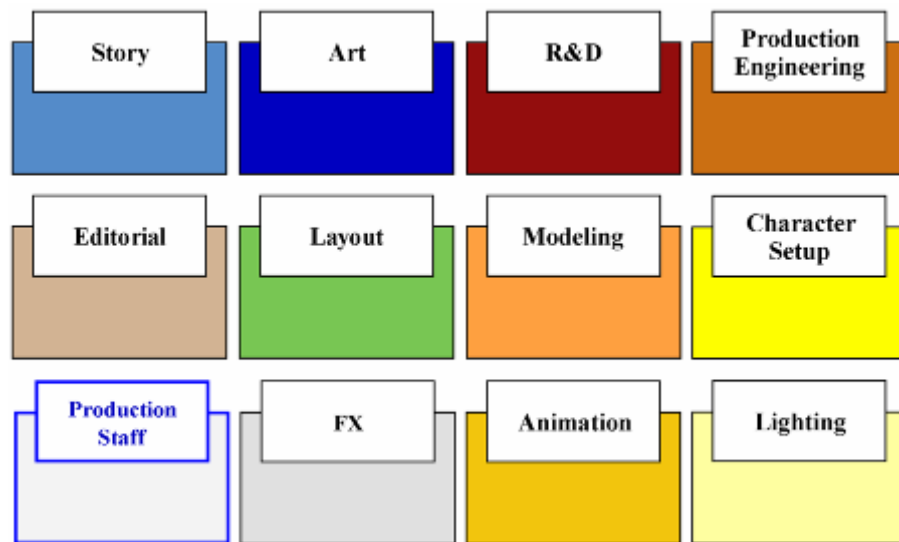 Story
Art
R&D
Production
Engineering
Editorial
Layout
Modeling
Character
Setup
Production
Staff
FX
Animation
Lighting